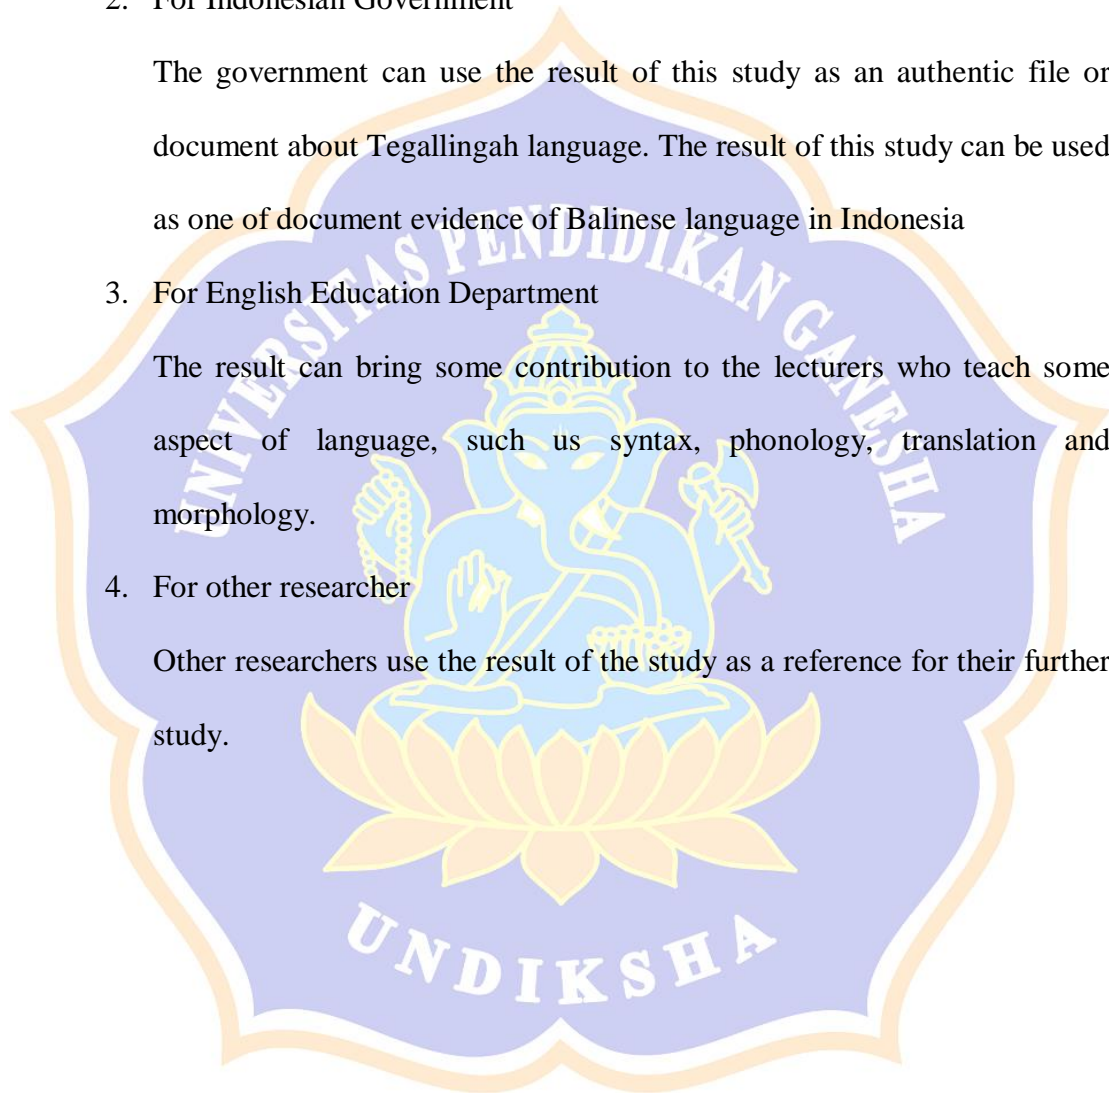 2. For Indonesian Government
The government can use the result of this study as an authentic file or
document about Tegallingah language. The result of this study can be used
as one of document evidence of Balinese language in Indonesia
3. For English Education Department
The result can bring some contribution to the lecturers who teach some
aspect of language, such us syntax, phonology, translation and
morphology.
4. For other researcher
Other researchers use the result of the study as a reference for their further
study.
UNIVERSITAS PENDIDIKAN GANESHA
UNDIKSHA